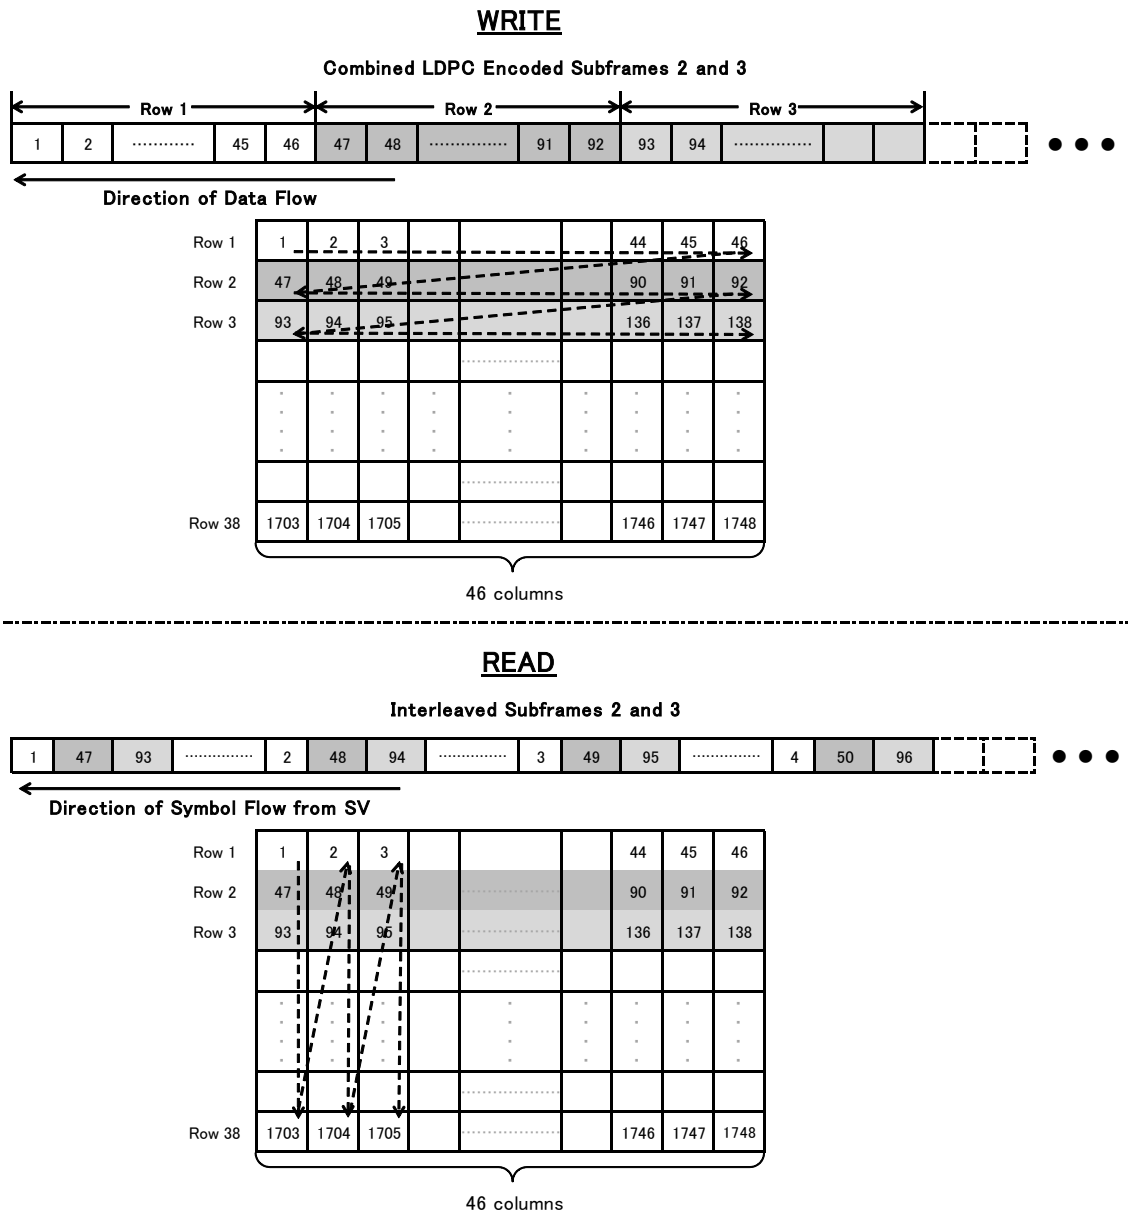 WRITE
Combined LDPC Encoded Subframes 2 and 3
Row 1 Row 2 Row 3
1 2 ............ 45 46 47 48 ............... 91 92 93 94 ...............
Direction of Data Flow
Row 1 1 2 3 44 45 46
Row 2 47 48 49 90 91 92
Row 3 93 94 95 136 137 138
Row 38 1703 1704 1705 1746 1747 1748
46 columns
READ
Interleaved Subframes 2 and 3
1 47 93 ............... 2 48 94 ............... 3 49 95 ............... 4 50 96
Direction of Symbol Flow from SV
Row 1 1 2 3 44 45 46
Row 2 47 48 49 90 91 92
Row 3 93 94 95 136 137 138
Row 38 1703 1704 1705 1746 1747 1748
46 columns